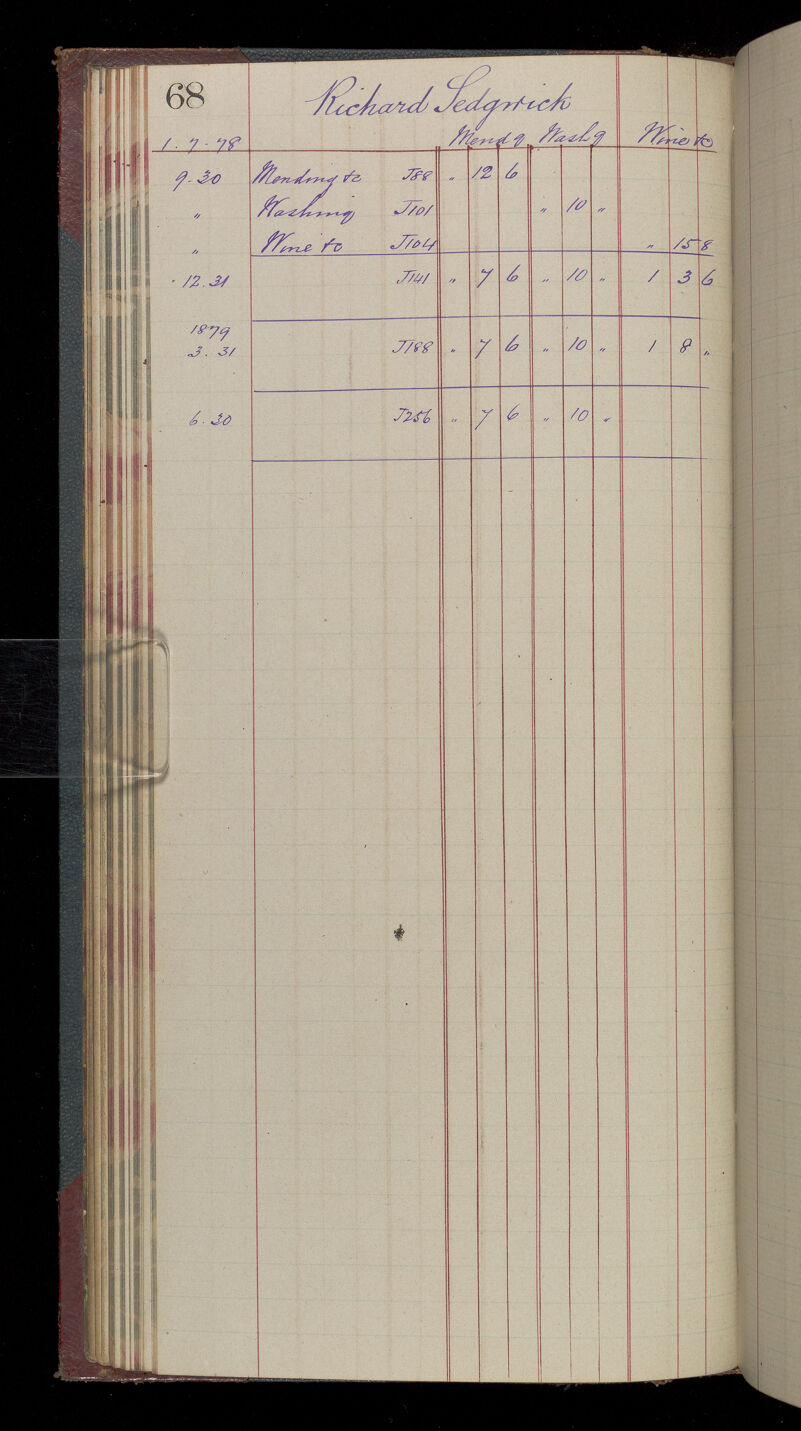 68 Richard Sedgwick
1.7.78 Mendg Washg Wine &c
9.30 Mending &c J88 " 12 6
" Washing J101 " 10 "
" Wine &c J104 " 15 8
12.31 J141 " 7 6 " 10 " 1 3 6
1879
3.31 J188 " 7 6 " 10 " 1 8 "
6.30 J256 " 7 6 " 10 "